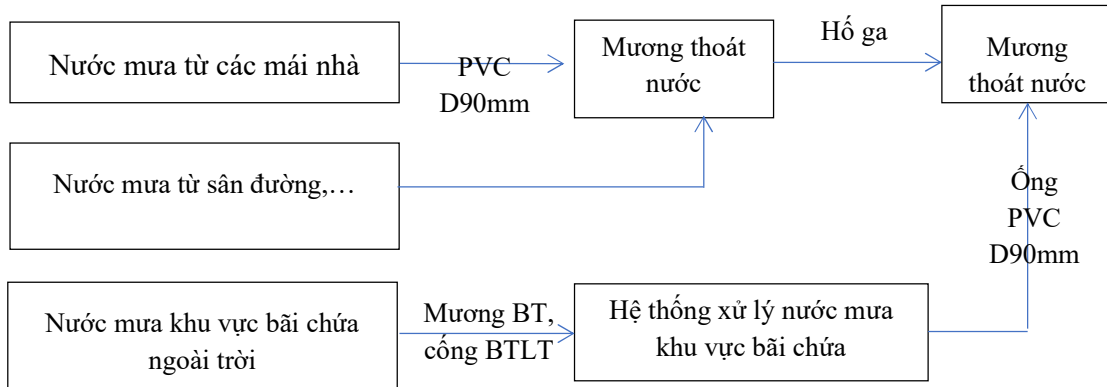 Nước mưa từ các mái nhà
PVC
D90mm
Mương thoát
nước
Hố ga
Mương
thoát nước
Nước mưa từ sân đường,…
Ống
PVC
D90mm
Nước mưa khu vực bãi chứa
ngoài trời
Mương BT,
cống BTLT
Hệ thống xử lý nước mưa
khu vực bãi chứa